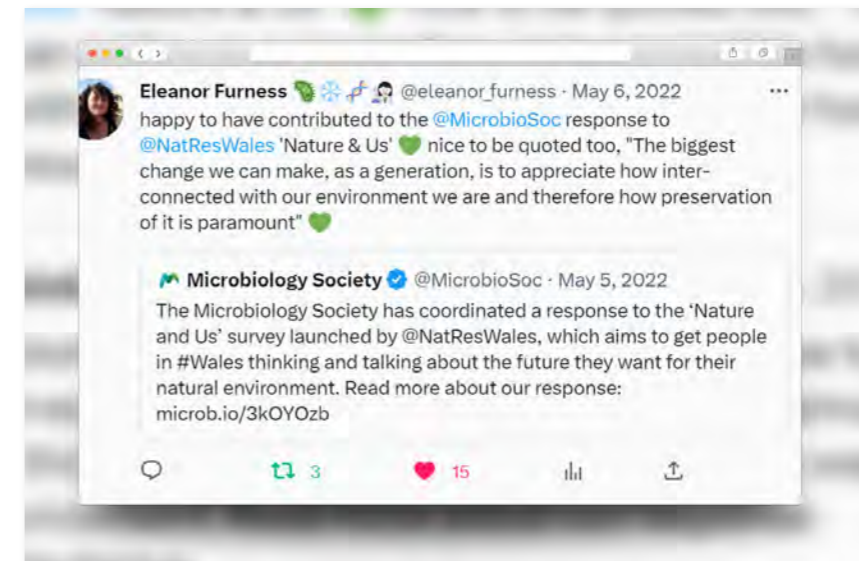 Eleanor Furness 🦠❄️🧬👩🏻‍🔬 @eleanor_furness · May 6, 2022
happy to have contributed to the @MicrobioSoc response to
@NatResWales 'Nature & Us' 💚 nice to be quoted too, "The biggest
change we can make, as a generation, is to appreciate how inter-
connected with our environment we are and therefore how preservation
of it is paramount" 💚
Microbiology Society @MicrobioSoc · May 5, 2022
The Microbiology Society has coordinated a response to the ‘Nature
and Us’ survey launched by @NatResWales, which aims to get people
in #Wales thinking and talking about the future they want for their
natural environment. Read more about our response:
microb.io/3kOYOzb
3 15